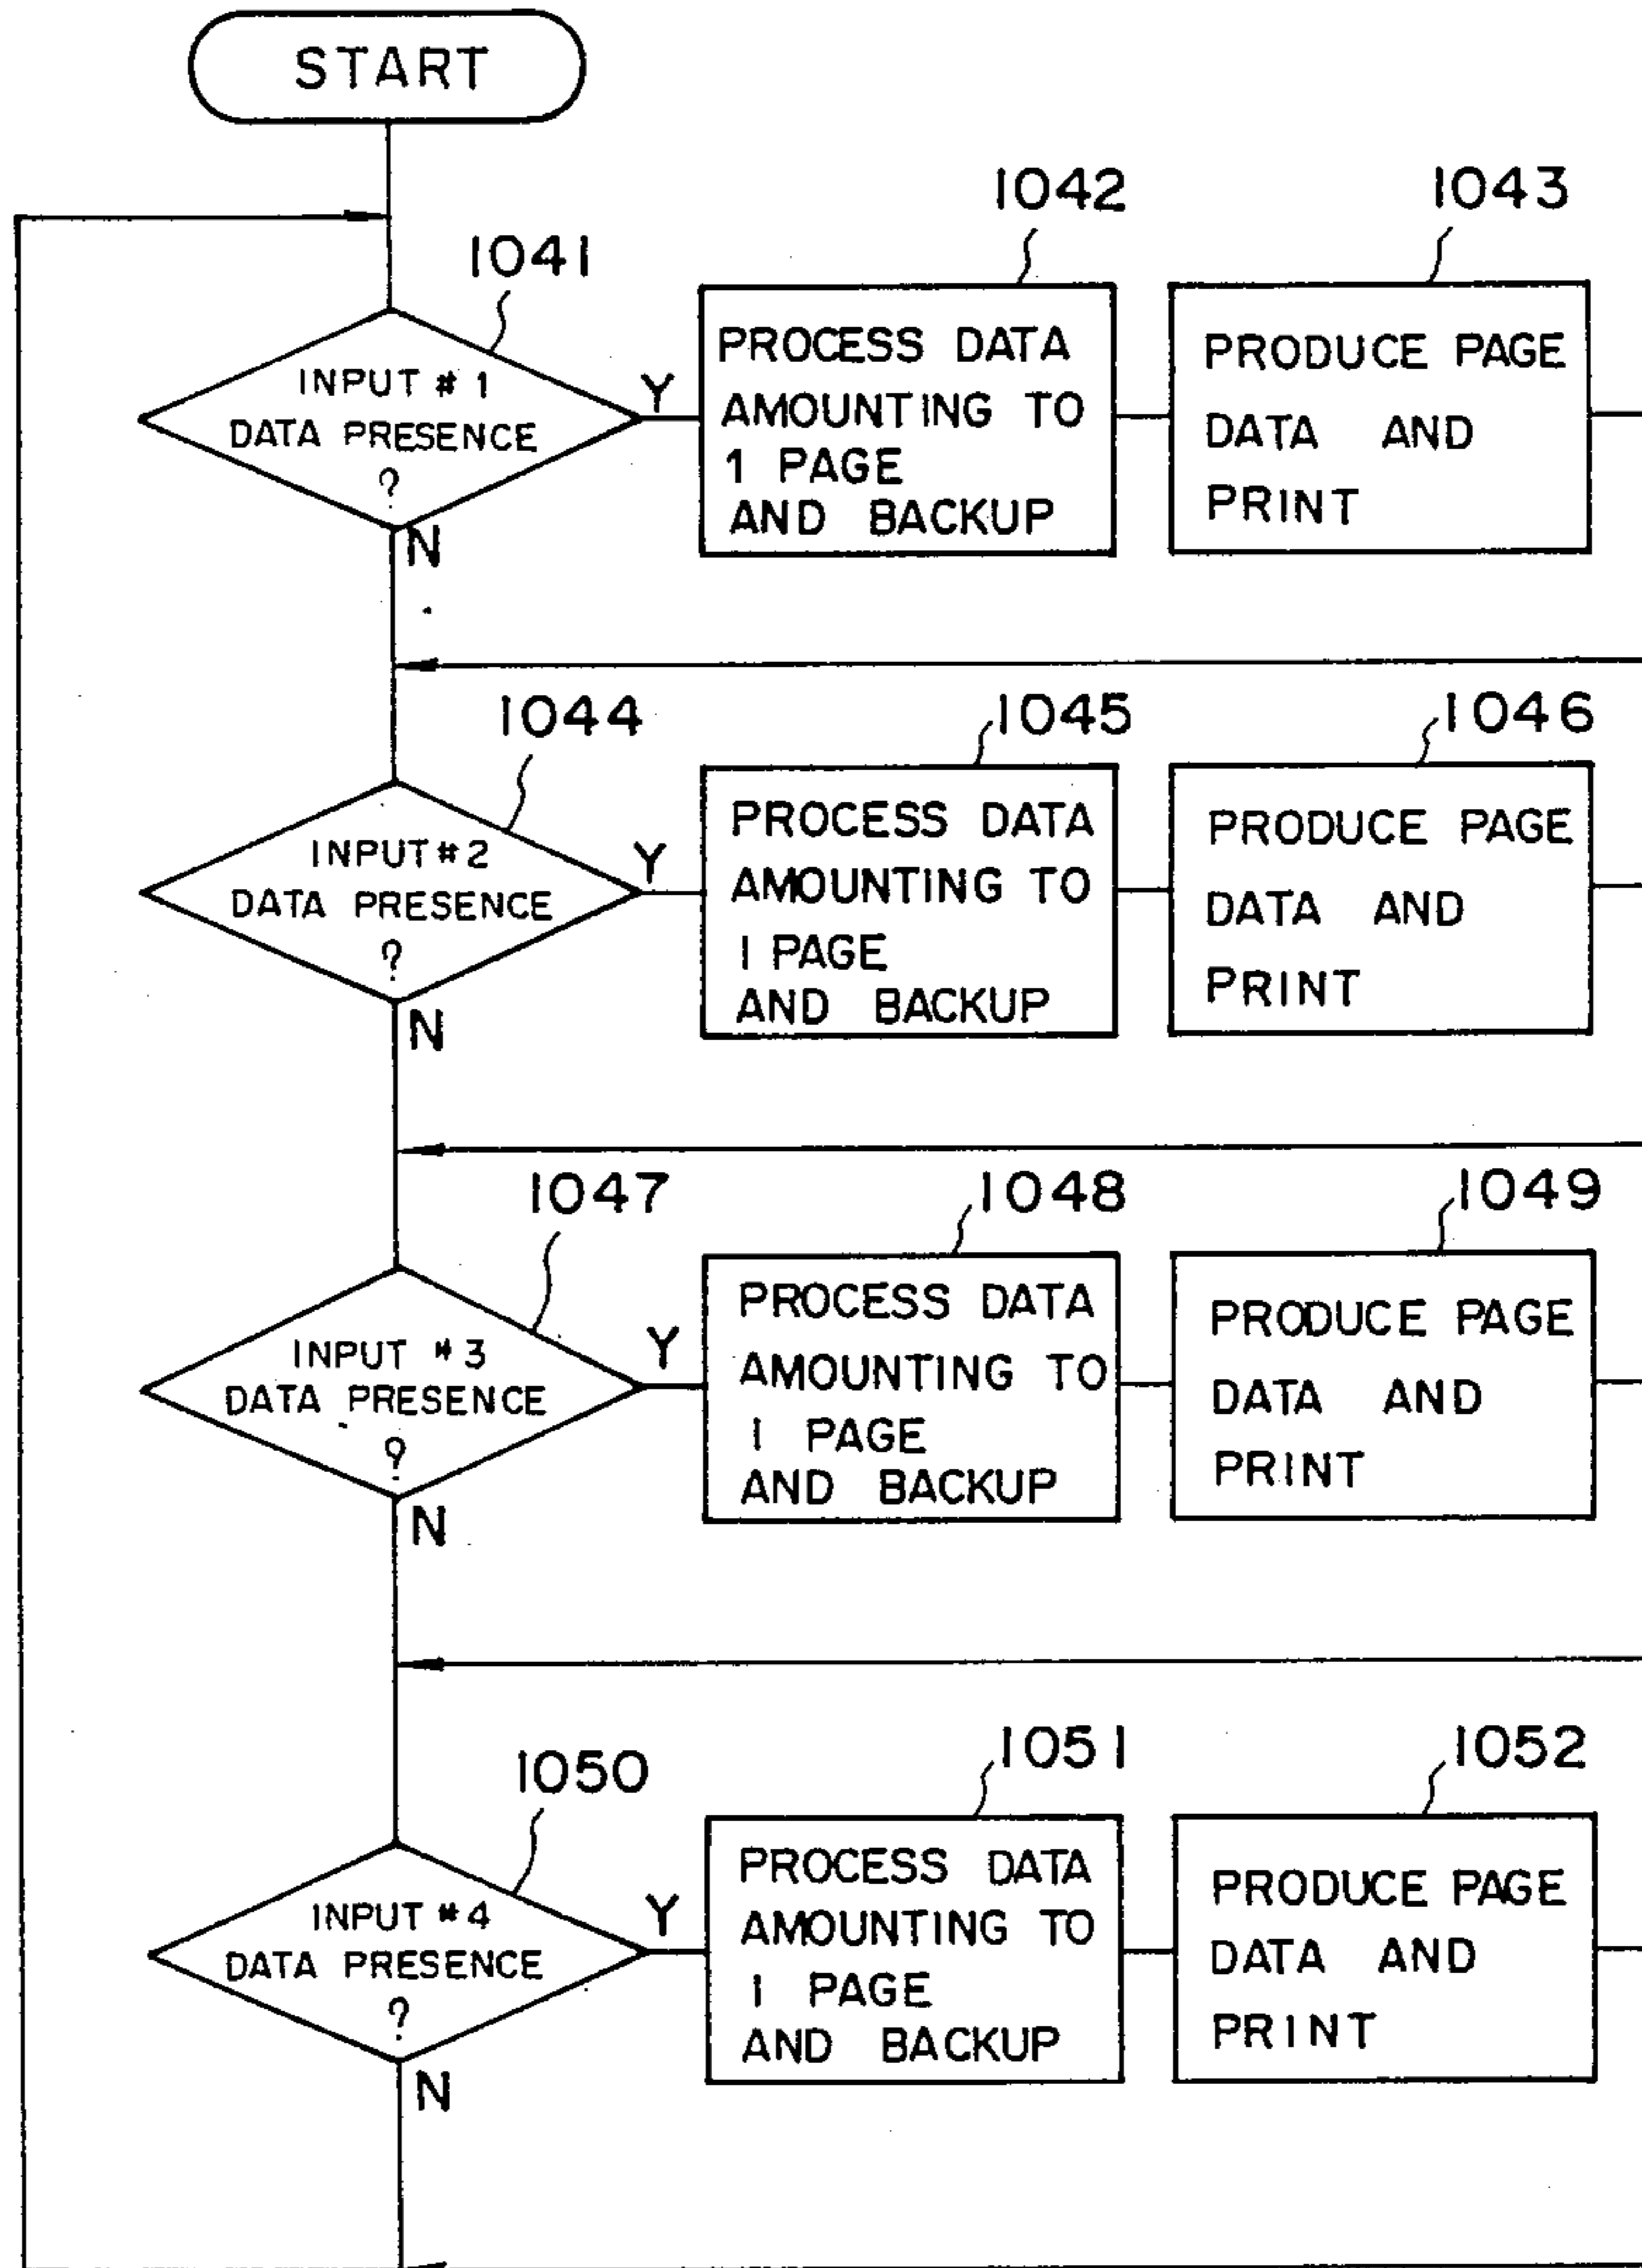 START
1041
1042
1043
INPUT #1
DATA PRESENCE
?
Y
N
PROCESS DATA
AMOUNTING TO
1 PAGE
AND BACKUP
PRODUCE PAGE
DATA AND
PRINT
1044
1045
1046
INPUT #2
DATA PRESENCE
?
Y
N
PROCESS DATA
AMOUNTING TO
1 PAGE
AND BACKUP
PRODUCE PAGE
DATA AND
PRINT
1047
1048
1049
INPUT #3
DATA PRESENCE
?
Y
N
PROCESS DATA
AMOUNTING TO
1 PAGE
AND BACKUP
PRODUCE PAGE
DATA AND
PRINT
1050
1051
1052
INPUT #4
DATA PRESENCE
?
Y
N
PROCESS DATA
AMOUNTING TO
1 PAGE
AND BACKUP
PRODUCE PAGE
DATA AND
PRINT